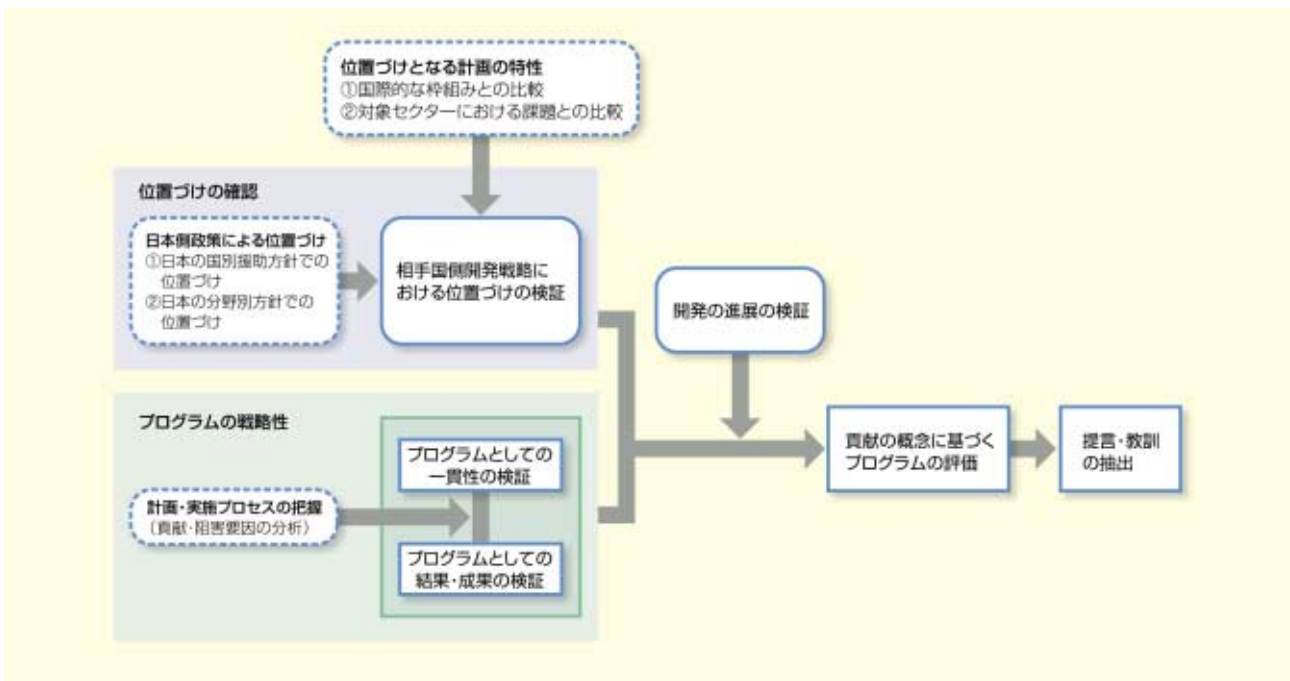 位置づけとなる計画の特性
①国際的な枠組みとの比較
②対象セクターにおける課題との比較
位置づけの確認
日本側政策による位置づけ
①日本の国別援助方針での
位置づけ
②日本の分野別方針での
位置づけ
相手国側開発戦略に
おける位置づけの検証
開発の進展の検証
プログラムの戦略性
プログラムとしての
一貫性の検証
計画・実施プロセスの把握
（貢献・阻害要因の分析）
プログラムとしての
結果・成果の検証
貢献の概念に基づく
プログラムの評価
提言・教訓
の抽出